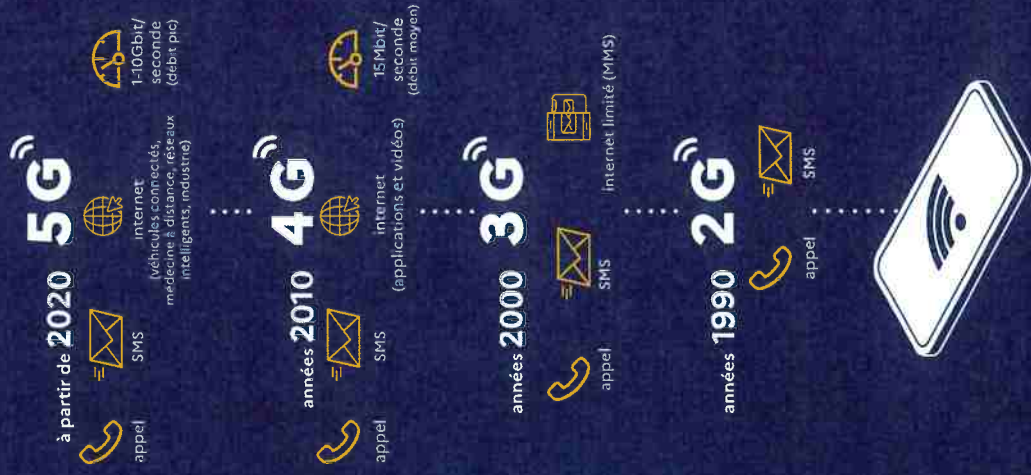 à partir de 2020 5G
appel
SMS
internet
(véhicules connectés,
médecine à distance, réseaux
intelligents, industrie)
1-10Gbit/
seconde
(débit pic)
années 2010 4G
appel
SMS
internet
(applications et vidéos)
15Mbit/
seconde
(débit moyen)
années 2000 3G
appel
SMS
internet limité (MMS)
années 1990 2G
appel
SMS